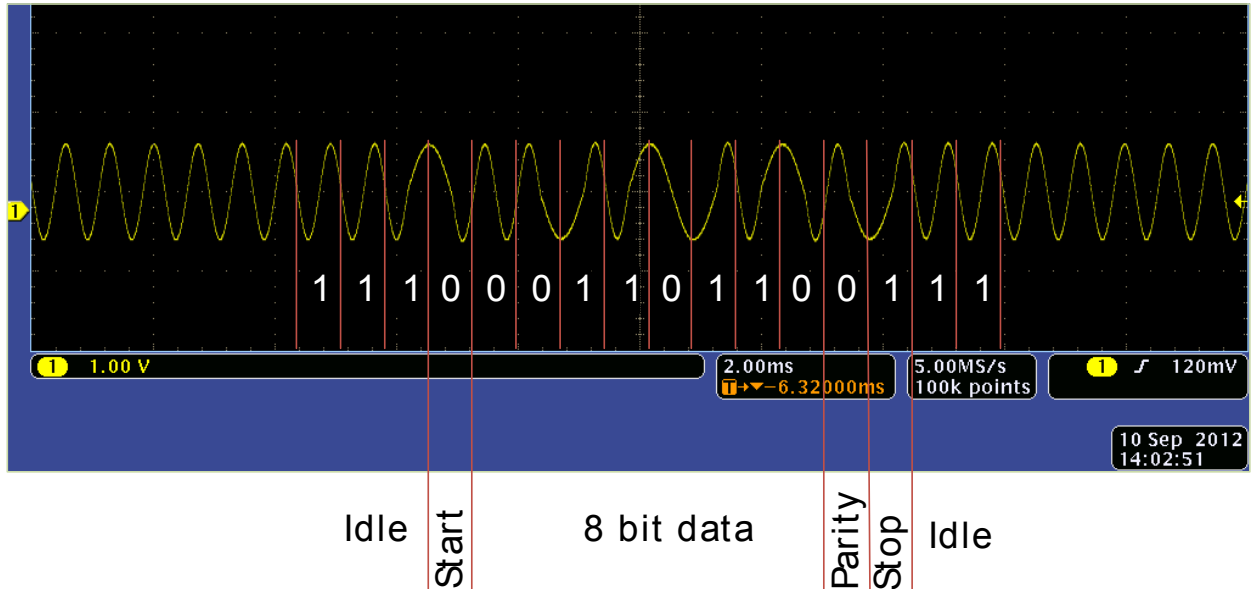 1
1 1 1 0 0 0 1 1 0 1 1 0 0 1 1 1
1 1.00 V
2.00ms
T→▼−6.32000ms
5.00MS/s
100k points
1 120mV
10 Sep 2012
14:02:51
Idle
Start
8 bit data
Parity
Stop
Idle